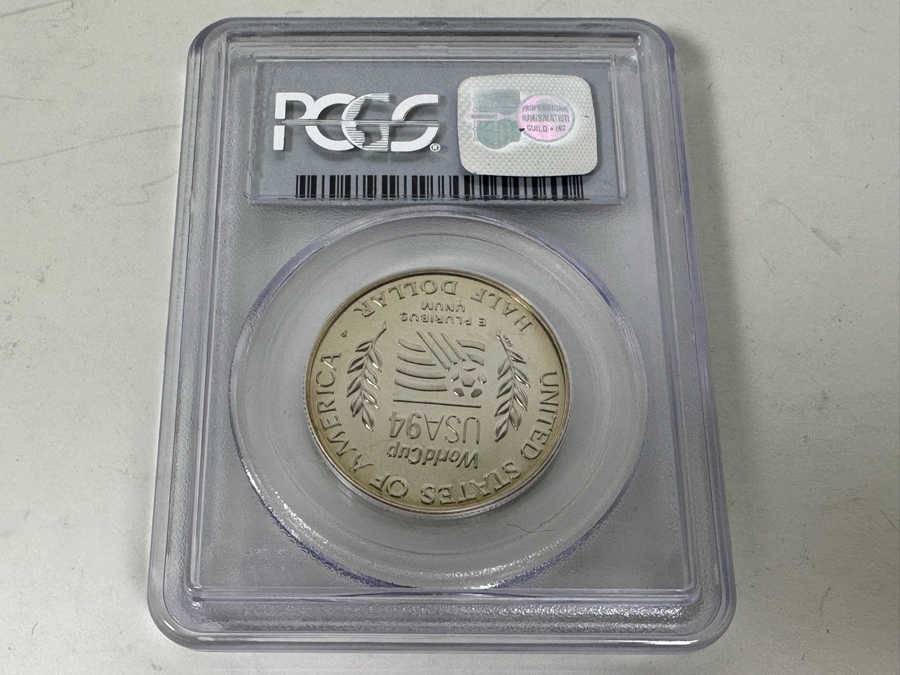 PCGS®
PROFESSIONAL
NUMISMATISTS
GUILD • INC
UNITED STATES OF AMERICA
WorldCup
USA94
E PLURIBUS
UNUM
HALF DOLLAR